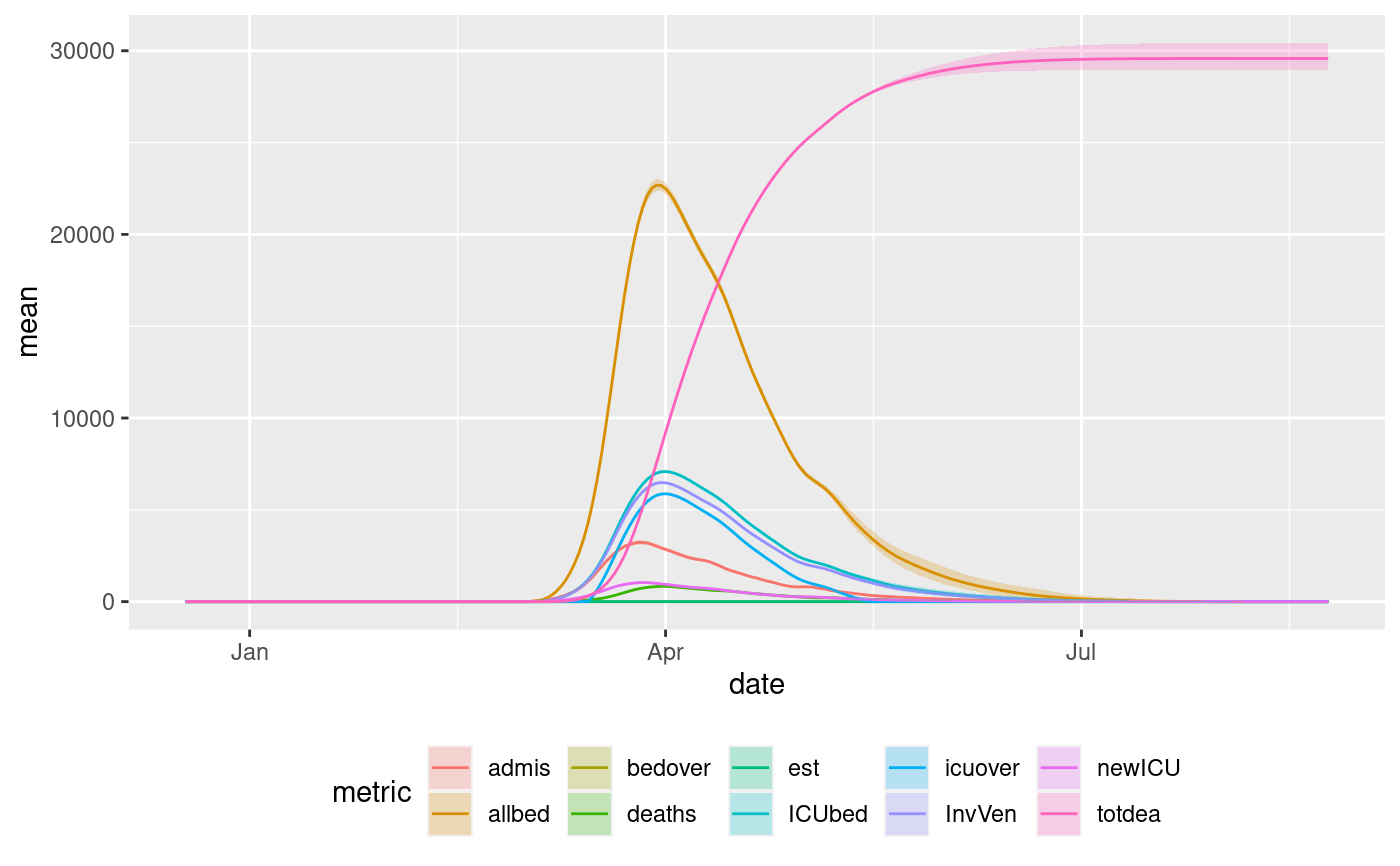 30000
20000
10000
0
mean
Jan Apr Jul
date
metric
admis bedover est icuover newICU
allbed deaths ICUbed InvVen totdea